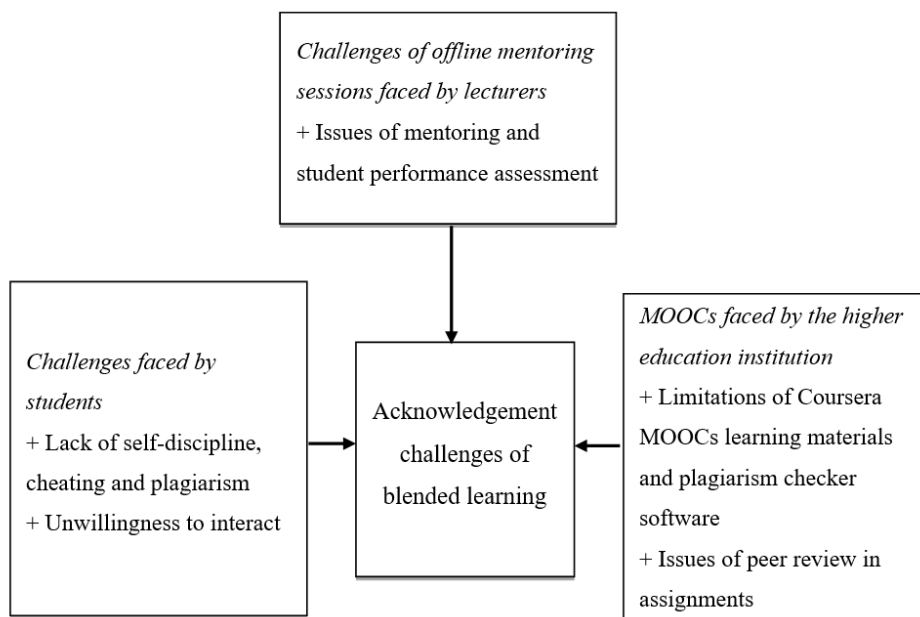 Challenges of offline mentoring
sessions faced by lecturers
+ Issues of mentoring and
student performance assessment
Challenges faced by
students
+ Lack of self-discipline,
cheating and plagiarism
+ Unwillingness to interact
Acknowledgement
challenges of
blended learning
MOOCs faced by the higher
education institution
+ Limitations of Coursera
MOOCs learning materials
and plagiarism checker
software
+ Issues of peer review in
assignments